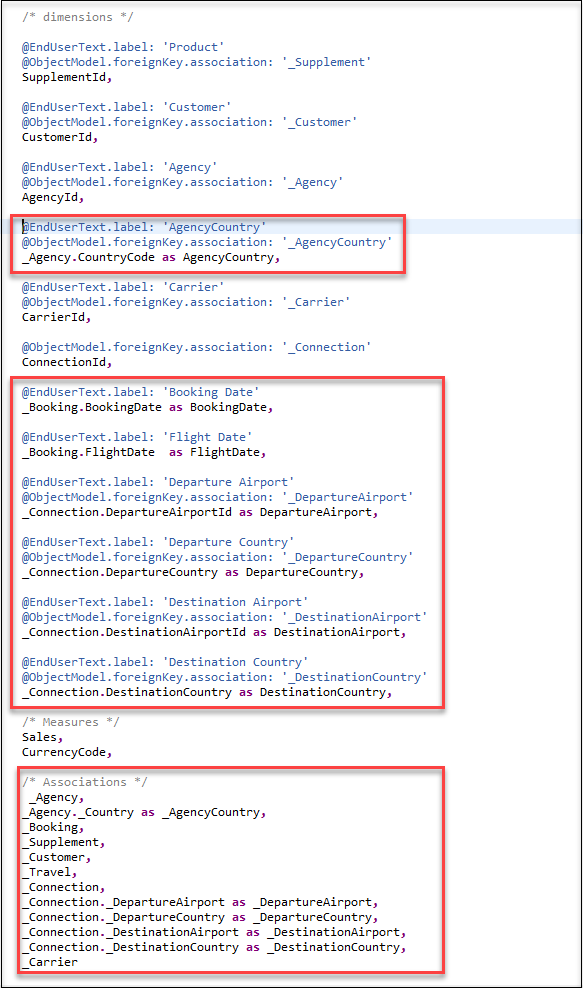 /* dimensions */
@EndUserText.label: 'Product'
@ObjectModel.foreignKey.association: '_Supplement'
SupplementId,
@EndUserText.label: 'Customer'
@ObjectModel.foreignKey.association: '_Customer'
CustomerId,
@EndUserText.label: 'Agency'
@ObjectModel.foreignKey.association: '_Agency'
AgencyId,
@EndUserText.label: 'AgencyCountry'
@ObjectModel.foreignKey.association: '_AgencyCountry'
_Agency.CountryCode as AgencyCountry,
@EndUserText.label: 'Carrier'
@ObjectModel.foreignKey.association: '_Carrier'
CarrierId,
@ObjectModel.foreignKey.association: '_Connection'
ConnectionId,
@EndUserText.label: 'Booking Date'
_Booking.BookingDate as BookingDate,
@EndUserText.label: 'Flight Date'
_Booking.FlightDate  as FlightDate,
@EndUserText.label: 'Departure Airport'
@ObjectModel.foreignKey.association: '_DepartureAirport'
_Connection.DepartureAirportId as DepartureAirport,
@EndUserText.label: 'Departure Country'
@ObjectModel.foreignKey.association: '_DepartureCountry'
_Connection.DepartureCountry as DepartureCountry,
@EndUserText.label: 'Destination Airport'
@ObjectModel.foreignKey.association: '_DestinationAirport'
_Connection.DestinationAirportId as DestinationAirport,
@EndUserText.label: 'Destination Country'
@ObjectModel.foreignKey.association: '_DestinationCountry'
_Connection.DestinationCountry as DestinationCountry,
/* Measures */
Sales,
CurrencyCode,
/* Associations */
_Agency,
_Agency._Country as _AgencyCountry,
_Booking,
_Supplement,
_Customer,
_Travel,
_Connection,
_Connection._DepartureAirport as _DepartureAirport,
_Connection._DepartureCountry as _DepartureCountry,
_Connection._DestinationAirport as _DestinationAirport,
_Connection._DestinationCountry as _DestinationCountry,
_Carrier